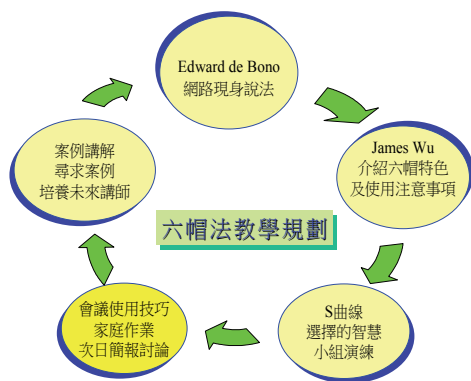 Edward de Bono
網路現身說法
James Wu
介紹六帽特色
及使用注意事項
S曲線
選擇的智慧
小組演練
會議使用技巧
家庭作業
次日簡報討論
案例講解
尋求案例
培養未來講師
六帽法教學規劃